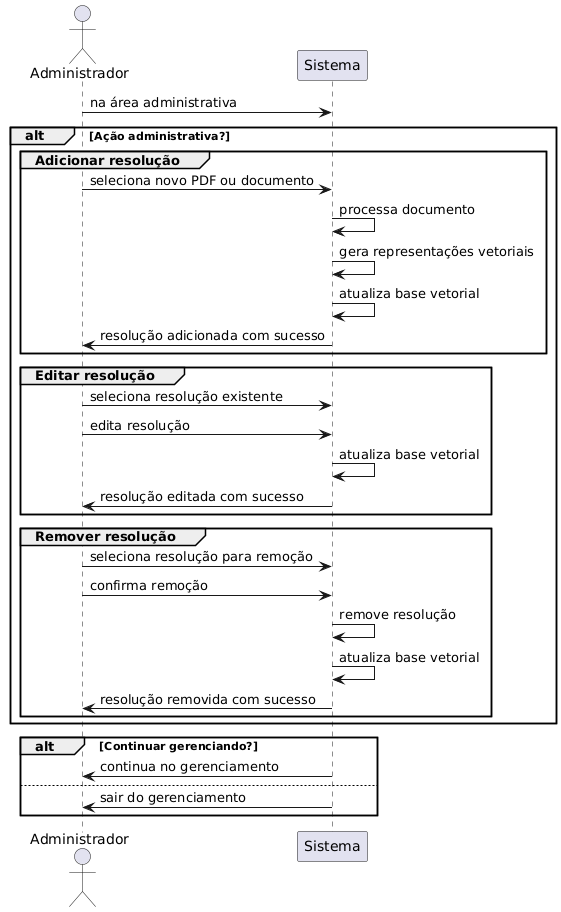 Administrador
Sistema
na área administrativa
alt [Ação administrativa?]
Adicionar resolução
seleciona novo PDF ou documento
processa documento
gera representações vetoriais
atualiza base vetorial
resolução adicionada com sucesso
Editar resolução
seleciona resolução existente
edita resolução
atualiza base vetorial
resolução editada com sucesso
Remover resolução
seleciona resolução para remoção
confirma remoção
remove resolução
atualiza base vetorial
resolução removida com sucesso
alt [Continuar gerenciando?]
continua no gerenciamento
sair do gerenciamento
Administrador
Sistema